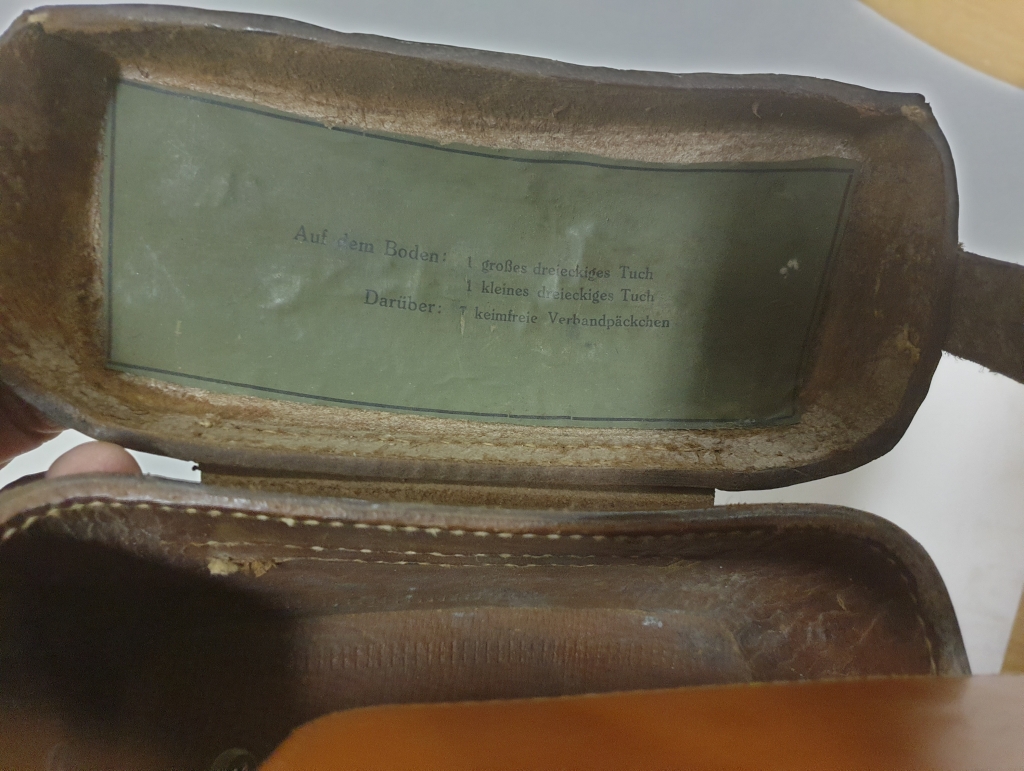 Auf dem Boden: 1 großes dreieckiges Tuch
1 kleines dreieckiges Tuch
Darüber: 7 keimfreie Verbandpäckchen